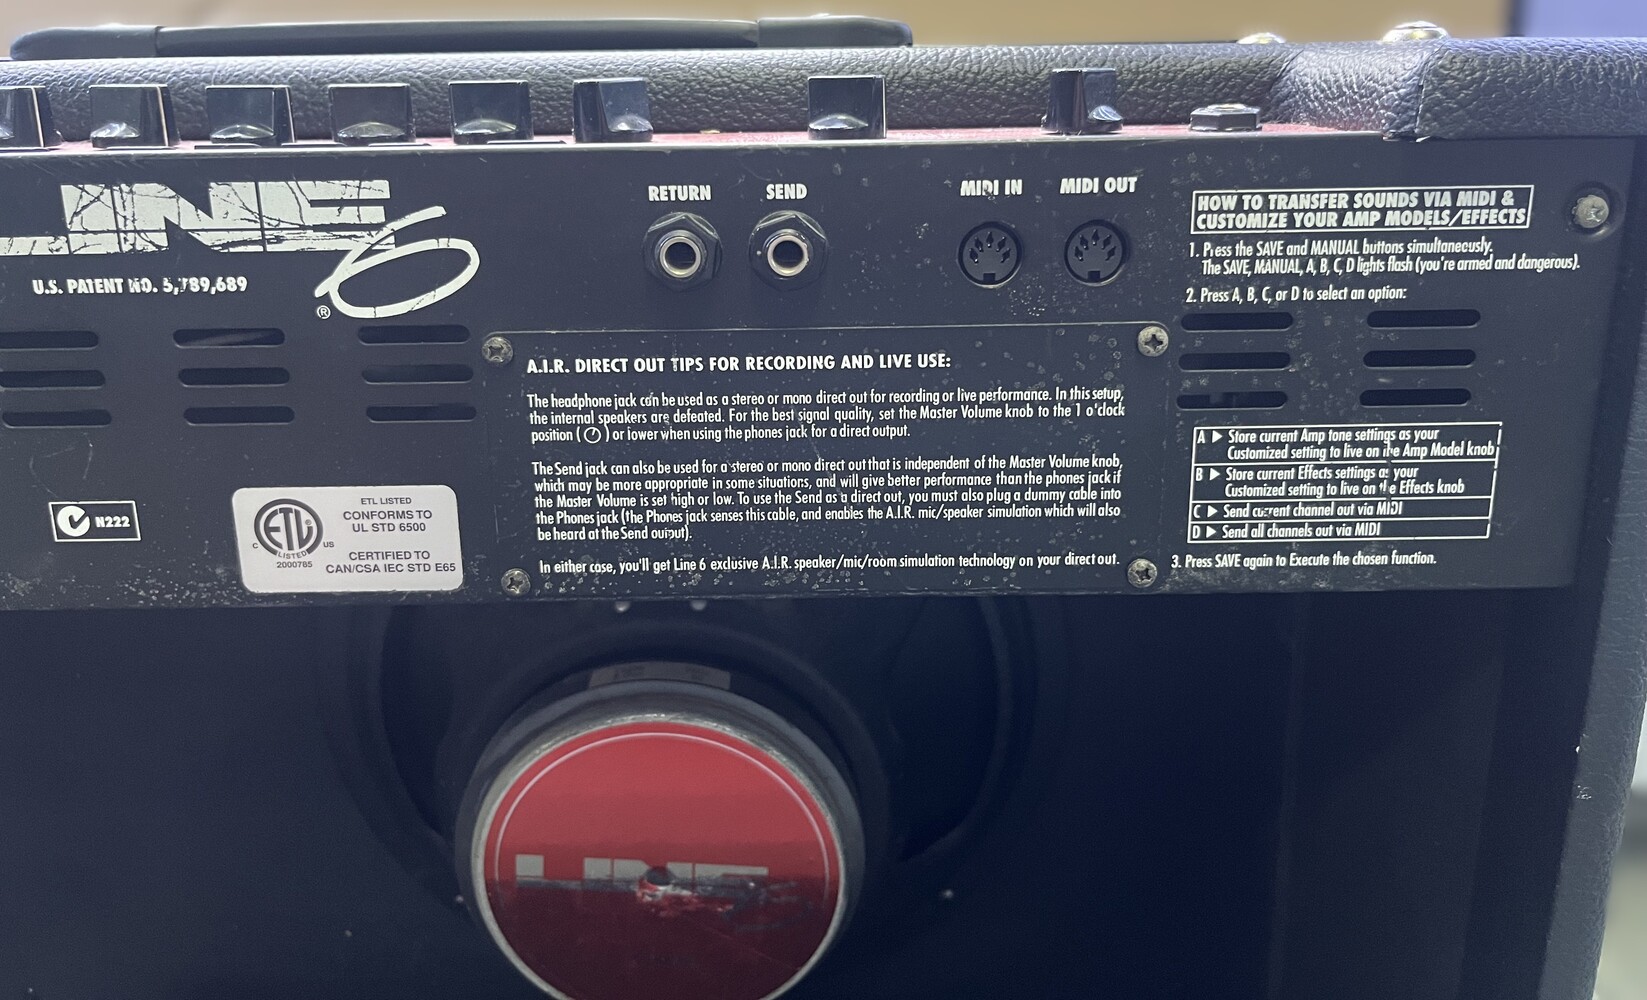 LINE 6
®
U.S. PATENT NO. 5,789,689
RETURN
SEND
MIDI IN
MIDI OUT
HOW TO TRANSFER SOUNDS VIA MIDI &
CUSTOMIZE YOUR AMP MODELS/EFFECTS
1. Press the SAVE and MANUAL buttons simultaneously.
The SAVE, MANUAL, A, B, C, D lights flash (you're armed and dangerous).
2. Press A, B, C, or D to select an option:
A ▶ Store current Amp tone settings as your
Customized setting to live on the Amp Model knob
B ▶ Store current Effects settings as your
Customized setting to live on the Effects knob
C ▶ Send current channel out via MIDI
D ▶ Send all channels out via MIDI
3. Press SAVE again to Execute the chosen function.
A.I.R. DIRECT OUT TIPS FOR RECORDING AND LIVE USE:
The headphone jack can be used as a stereo or mono direct out for recording or live performance. In this setup,
the internal speakers are defeated. For the best signal quality, set the Master Volume knob to the 1 o'clock
position ( ) or lower when using the phones jack for a direct output.
The Send jack can also be used for a stereo or mono direct out that is independent of the Master Volume knob,
which may be more appropriate in some situations, and will give better performance than the phones jack if
the Master Volume is set high or low. To use the Send as a direct out, you must also plug a dummy cable into
the Phones jack (the Phones jack senses this cable, and enables the A.I.R. mic/speaker simulation which will also
be heard at the Send output).
In either case, you'll get Line 6 exclusive A.I.R. speaker/mic/room simulation technology on your direct out.
N222
ETL LISTED
CONFORMS TO
UL STD 6500
CERTIFIED TO
CAN/CSA IEC STD E65
ETL
LISTED
C US
2000785
LINE